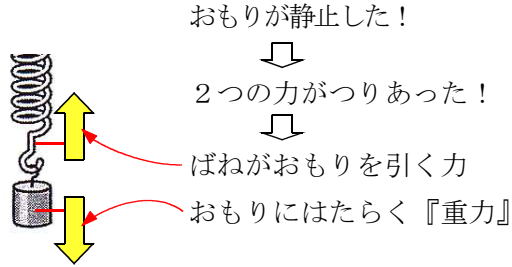 おもりが静止した！
２つの力がつりあった！
ばねがおもりを引く力
おもりにはたらく『重力』